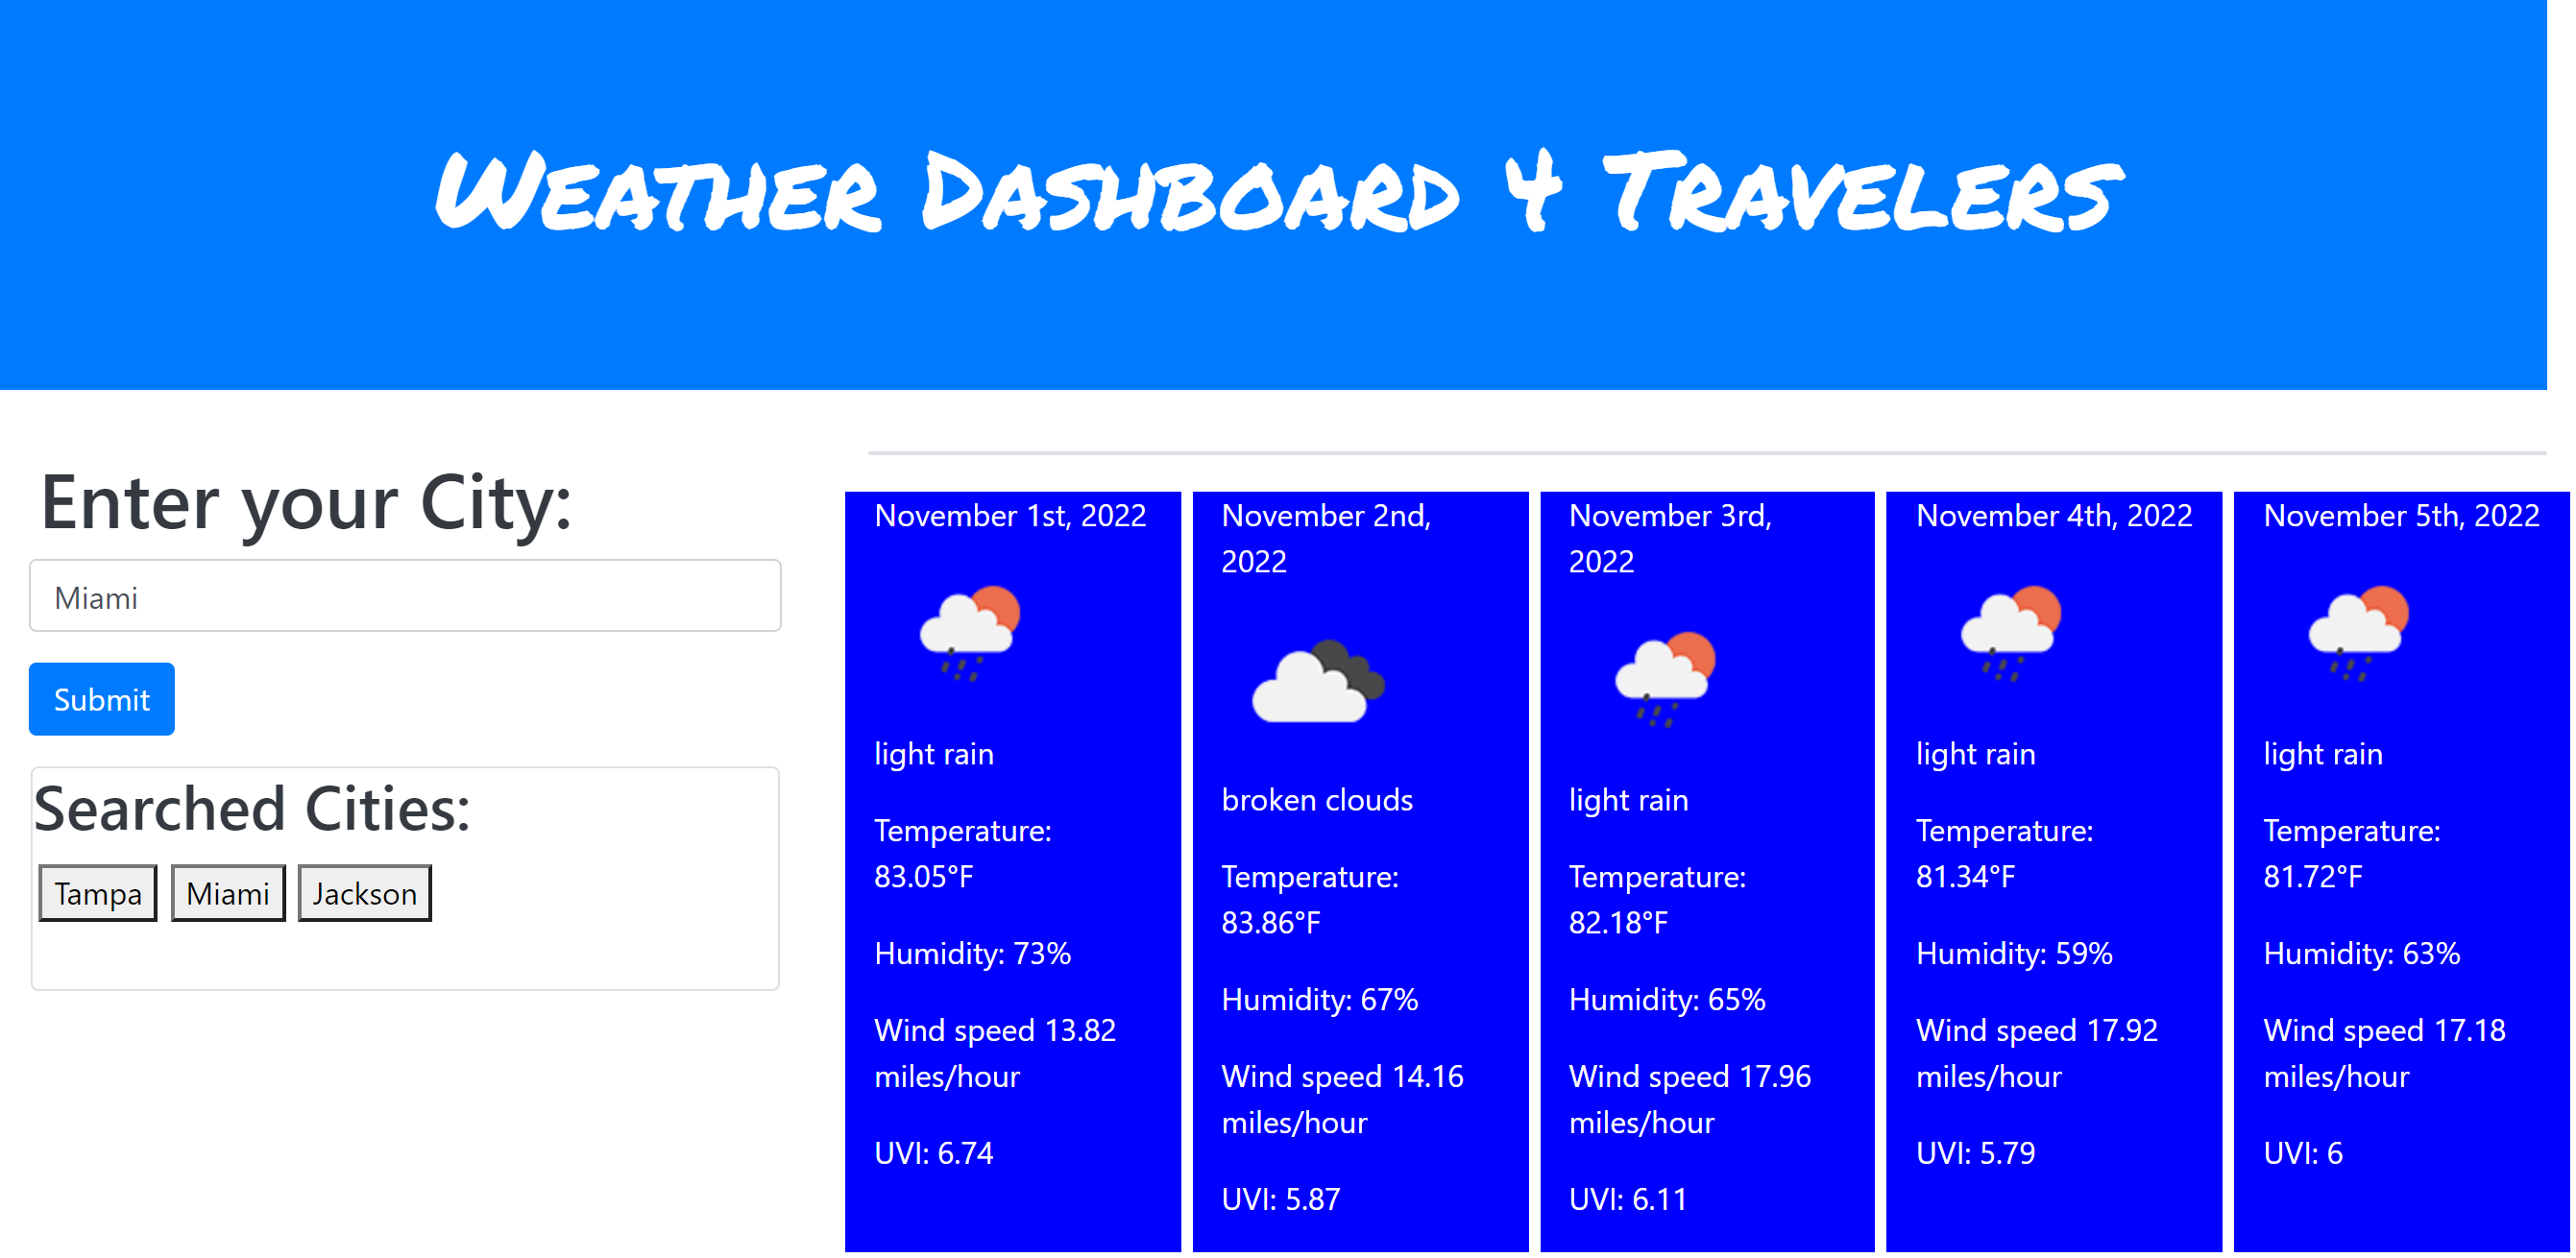 Weather Dashboard 4 Travelers
Enter your City:
Miami
Submit
Searched Cities:
Tampa Miami Jackson
November 1st, 2022
light rain
Temperature:
83.05°F
Humidity: 73%
Wind speed 13.82
miles/hour
UVI: 6.74
November 2nd,
2022
broken clouds
Temperature:
83.86°F
Humidity: 67%
Wind speed 14.16
miles/hour
UVI: 5.87
November 3rd,
2022
light rain
Temperature:
82.18°F
Humidity: 65%
Wind speed 17.96
miles/hour
UVI: 6.11
November 4th, 2022
light rain
Temperature:
81.34°F
Humidity: 59%
Wind speed 17.92
miles/hour
UVI: 5.79
November 5th, 2022
light rain
Temperature:
81.72°F
Humidity: 63%
Wind speed 17.18
miles/hour
UVI: 6